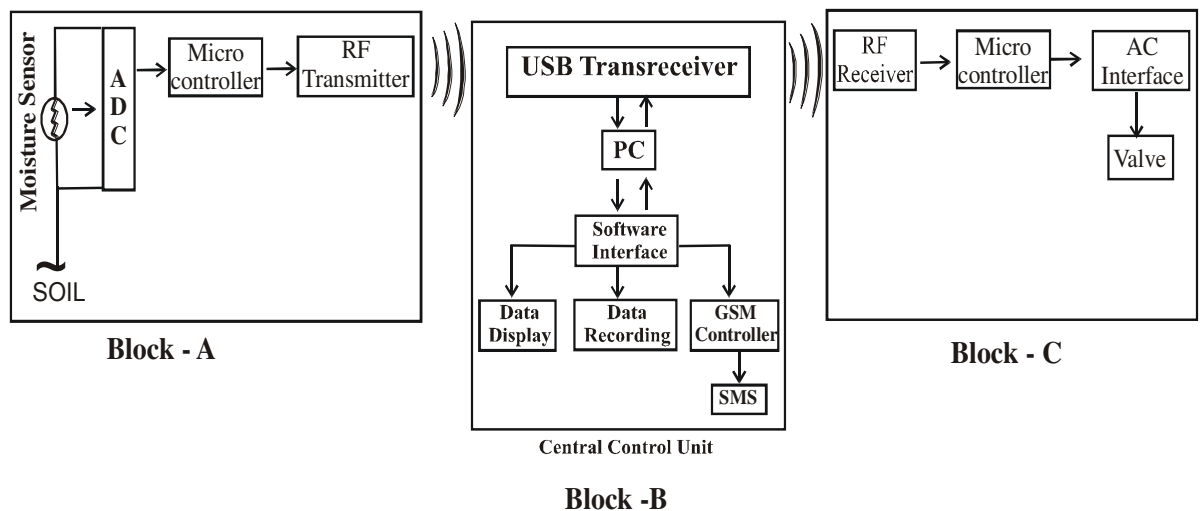 Moisture Sensor
A
D
C
Micro
controller
RF
Transmitter
SOIL
Block - A
USB Transreceiver
PC
Software
Interface
Data
Display
Data
Recording
GSM
Controller
SMS
Central Control Unit
Block -B
RF
Receiver
Micro
controller
AC
Interface
Valve
Block - C